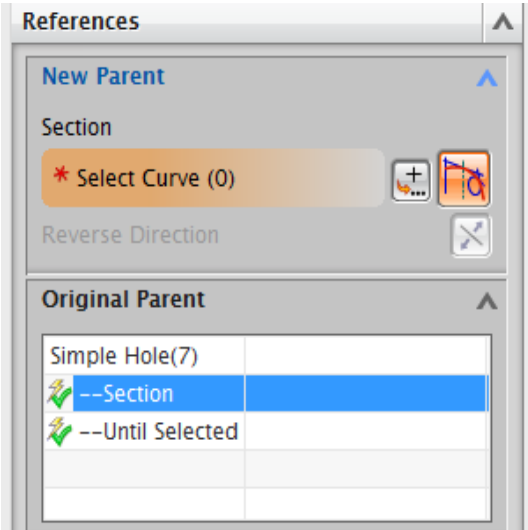 References
New Parent
Section
* Select Curve (0)
Reverse Direction
Original Parent
Simple Hole(7)
--Section
--Until Selected